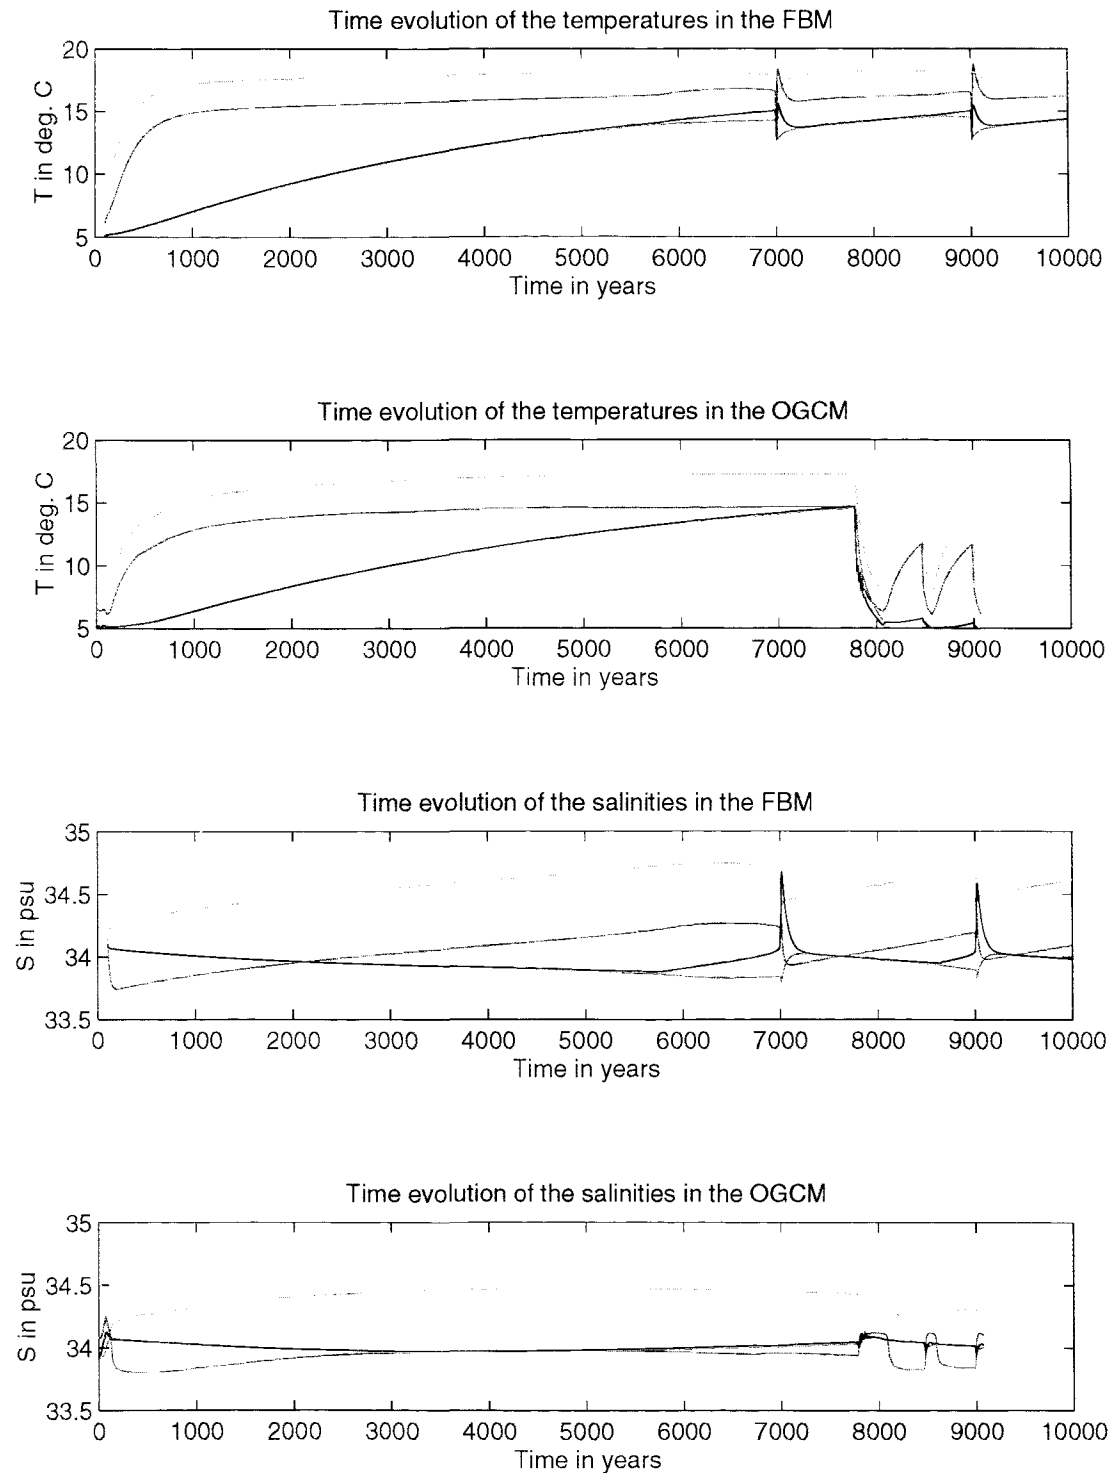 Time evolution of the temperatures in the FBM
20
15
10
5
T in deg. C
0 1000 2000 3000 4000 5000 6000 7000 8000 9000 10000
Time in years
Time evolution of the temperatures in the OGCM
20
15
10
5
T in deg. C
0 1000 2000 3000 4000 5000 6000 7000 8000 9000 10000
Time in years
Time evolution of the salinities in the FBM
35
34.5
34
33.5
S in psu
0 1000 2000 3000 4000 5000 6000 7000 8000 9000 10000
Time in years
Time evolution of the salinities in the OGCM
35
34.5
34
33.5
S in psu
0 1000 2000 3000 4000 5000 6000 7000 8000 9000 10000
Time in years